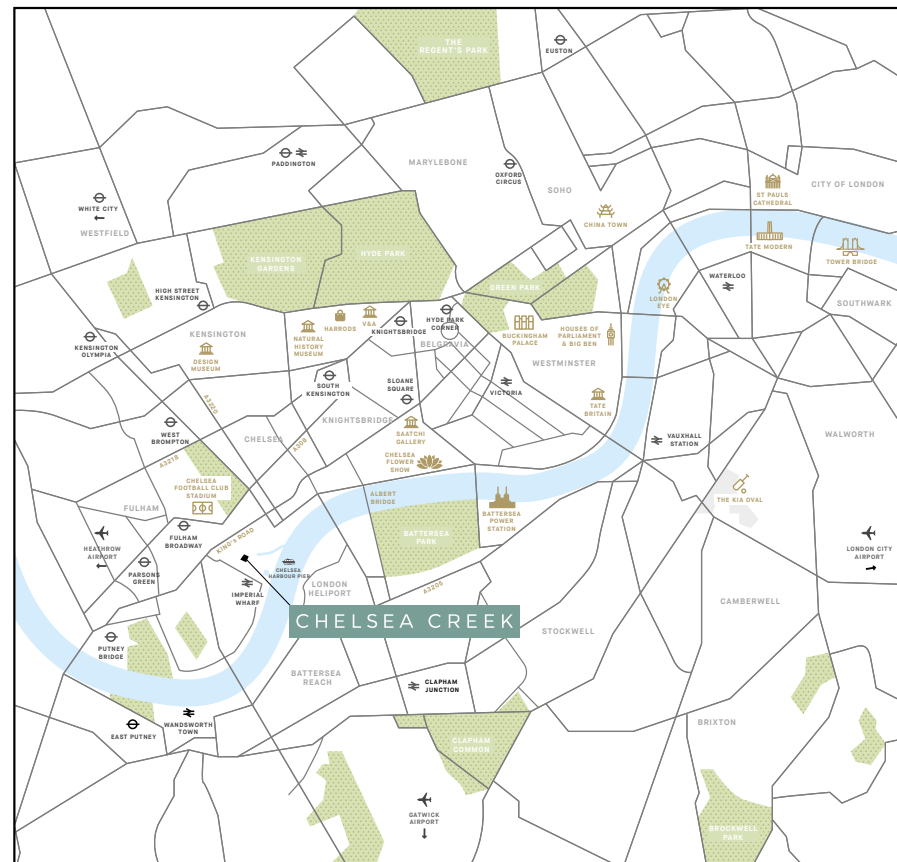 THE
REGENT'S PARK
EUSTON
PADDINGTON
MARYLEBONE
OXFORD
CIRCUS
SOHO
ST PAULS
CATHEDRAL
CITY OF LONDON
WHITE CITY
WESTFIELD
CHINA TOWN
TATE MODERN
TOWER BRIDGE
KENSINGTON
GARDENS
HYDE PARK
GREEN PARK
WATERLOO
LONDON
EYE
SOUTHWARK
HIGH STREET
KENSINGTON
KENSINGTON
KENSINGTON
OLYMPIA
DESIGN
MUSEUM
NATURAL
HISTORY
MUSEUM
HARRODS
V&A
KNIGHTSBRIDGE
HYDE PARK
CORNER
BELGRAVIA
BUCKINGHAM
PALACE
HOUSES OF
PARLIAMENT
& BIG BEN
WESTMINSTER
SOUTH
KENSINGTON
SLOANE
SQUARE
VICTORIA
TATE
BRITAIN
A3220
WEST
BROMPTON
CHELSEA
A308
KNIGHTSBRIDGE
SAATCHI
GALLERY
VAUXHALL
STATION
WALWORTH
A3218
CHELSEA
FLOWER
SHOW
CHELSEA
FOOTBALL CLUB
STADIUM
ALBERT
BRIDGE
BATTERSEA
POWER
STATION
THE KIA OVAL
FULHAM
FULHAM
BROADWAY
KING'S ROAD
BATTERSEA
PARK
HEATHROW
AIRPORT
LONDON CITY
AIRPORT
PARSONS
GREEN
CHELSEA
HARBOUR PIER
IMPERIAL
WHARF
LONDON
HELIPORT
A3205
CAMBERWELL
CHELSEA CREEK
STOCKWELL
PUTNEY
BRIDGE
BATTERSEA
REACH
CLAPHAM
JUNCTION
EAST PUTNEY
WANDSWORTH
TOWN
BRIXTON
CLAPHAM
COMMON
GATWICK
AIRPORT
BROCKWELL
PARK